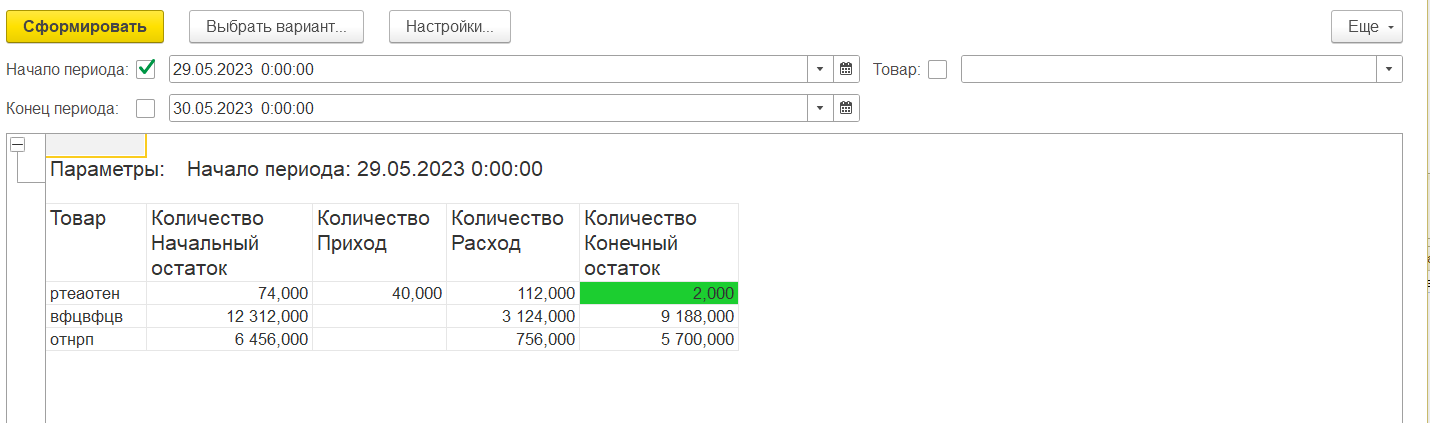 Сформировать Выбрать вариант... Настройки... Еще
Начало периода: 29.05.2023 0:00:00 Товар:
Конец периода: 30.05.2023 0:00:00
Параметры: Начало периода: 29.05.2023 0:00:00
Товар Количество Количество Количество Количество
Начальный Приход Расход Конечный
остаток остаток
ртеаотен 74,000 40,000 112,000 2,000
вфцвфцв 12 312,000 3 124,000 9 188,000
отнрп 6 456,000 756,000 5 700,000